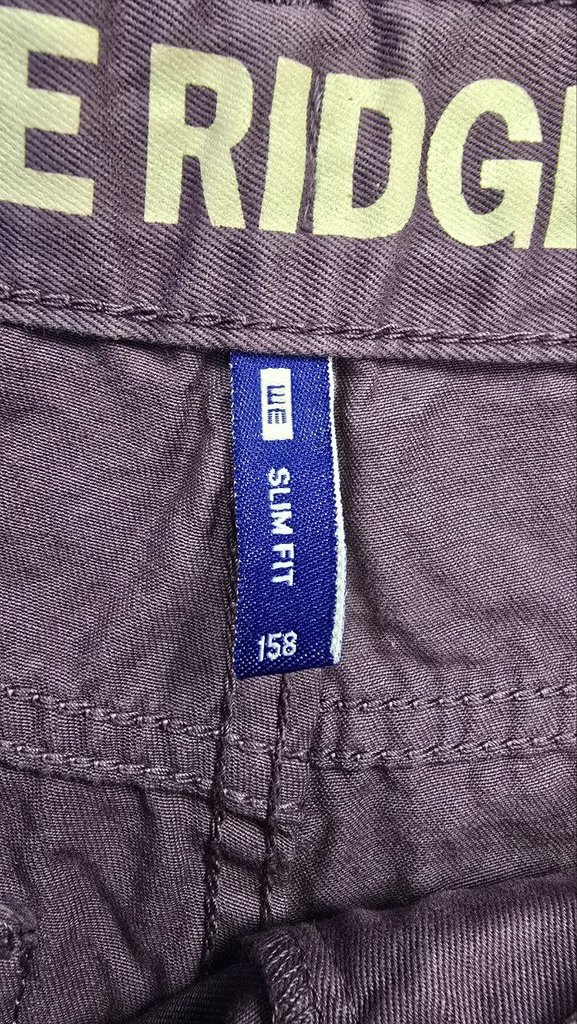 E RIDG
WE
SLIM FIT
158